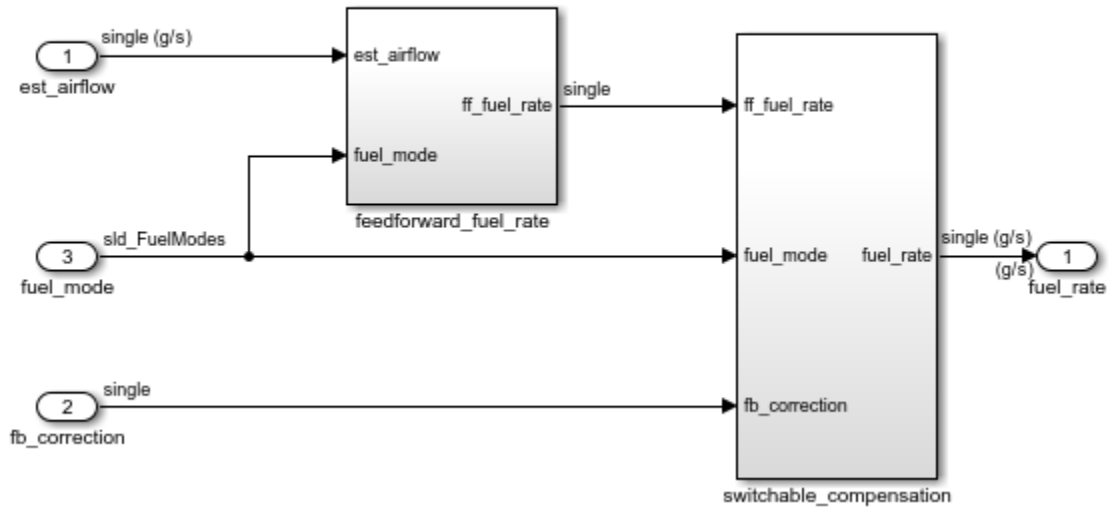 single (g/s)
1
est_airflow
est_airflow
ff_fuel_rate
single
ff_fuel_rate
fuel_mode
feedforward_fuel_rate
sld_FuelModes
3
fuel_mode
fuel_mode
fuel_rate
single (g/s)
(g/s)
1
fuel_rate
single
2
fb_correction
fb_correction
switchable_compensation